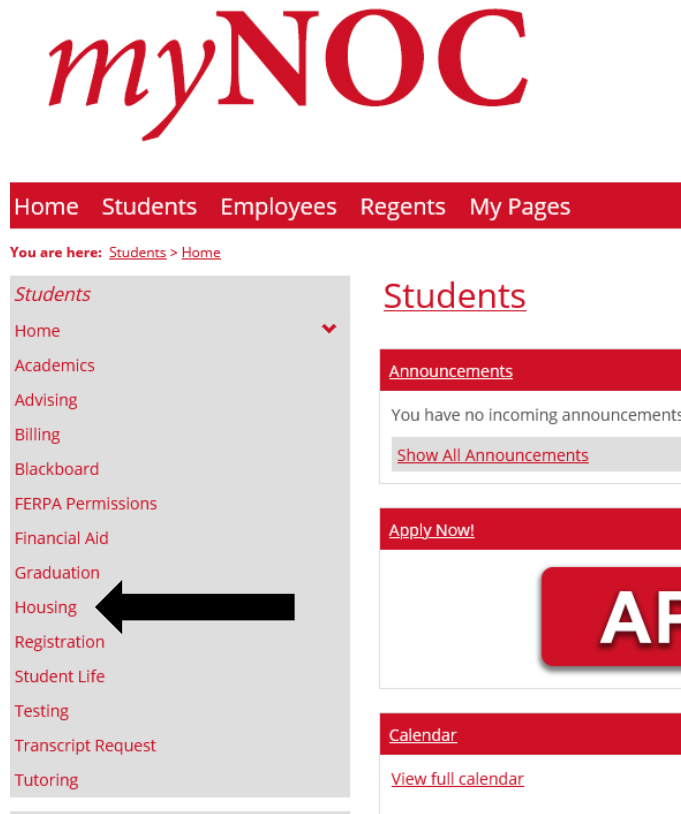 myNOC
Home Students Employees Regents My Pages
You are here: Students > Home
Students
Home
Academics
Advising
Billing
Blackboard
FERPA Permissions
Financial Aid
Graduation
Housing
Registration
Student Life
Testing
Transcript Request
Tutoring
Students
Announcements
You have no incoming announcements
Show All Announcements
Apply Now!
AP
Calendar
View full calendar